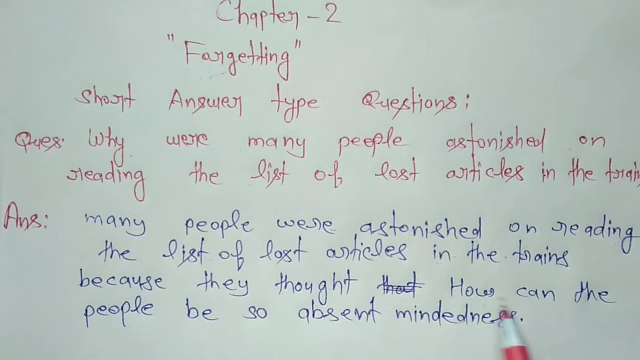 Chapter - 2
"Fargetting"
Short Answer type Questions:
Ques. Why were many people astonished on
reading the list of lost articles in the train
Ans: many people were astonished on reading
the list of lost articles in the trains
because they thought that How can the
people be so absent mindedness.